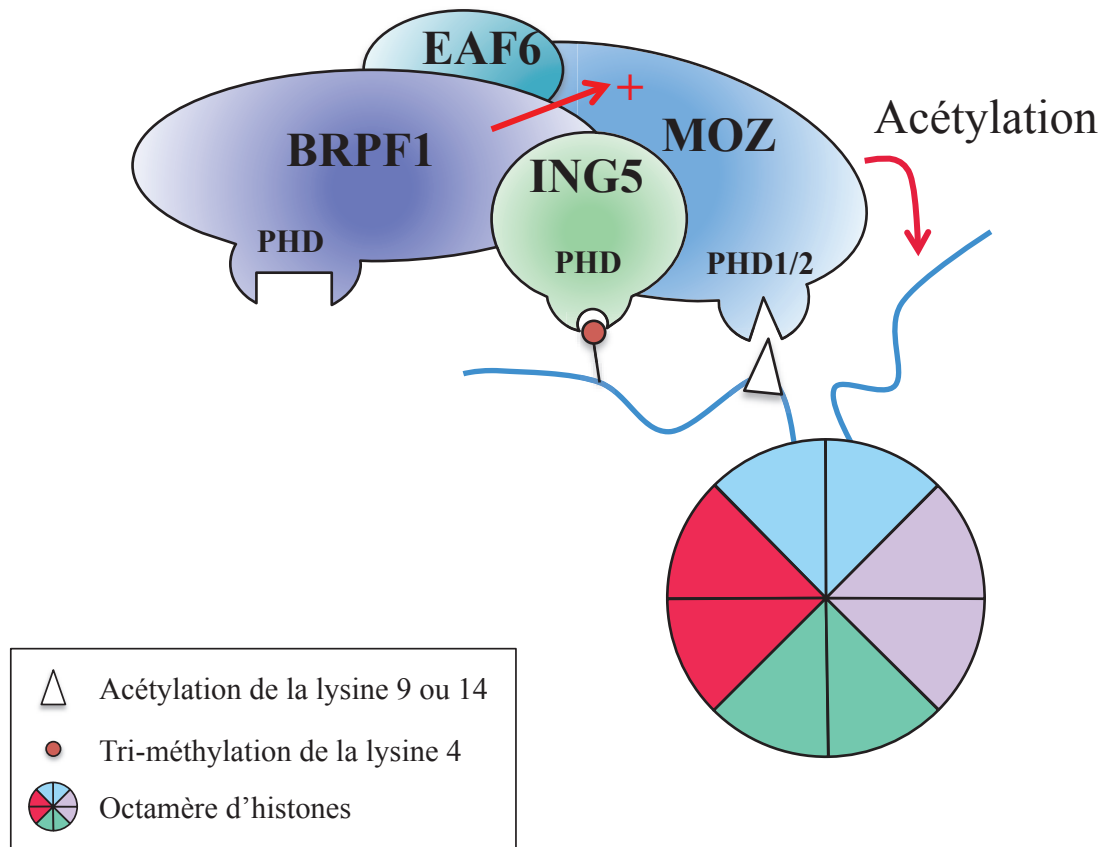 EAF6
+
MOZ
Acétylation
BRPF1
ING5
PHD
PHD
PHD1/2
Acétylation de la lysine 9 ou 14
Tri-méthylation de la lysine 4
Octamère d’histones